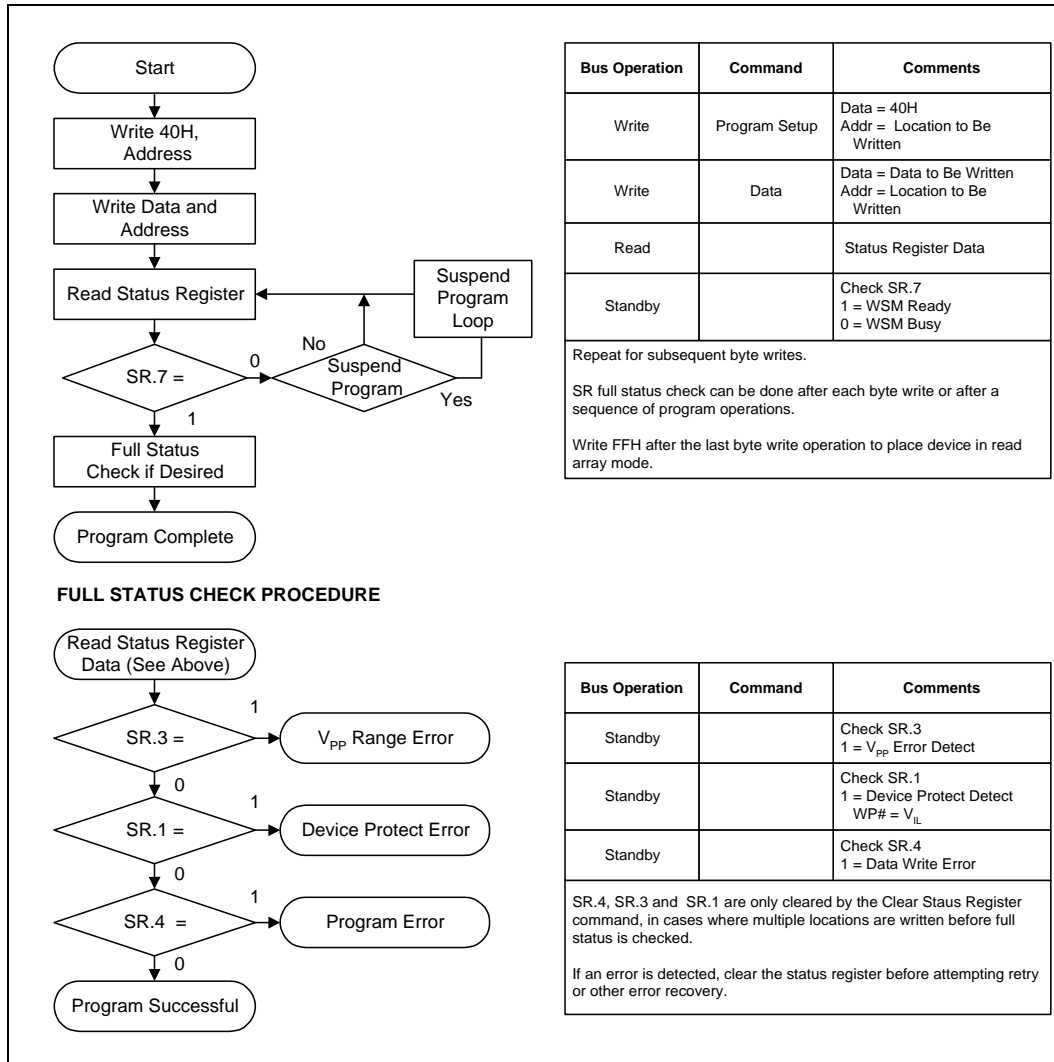 Start
Write 40H,
Address
Write Data and
Address
Read Status Register
Suspend
Program
Loop
No
0
Suspend
Program
Yes
SR.7 =
1
Full Status
Check if Desired
Program Complete
Bus Operation Command Comments
Write Program Setup Data = 40H
Addr = Location to Be
Written
Write Data Data = Data to Be Written
Addr = Location to Be
Written
Read Status Register Data
Standby Check SR.7
1 = WSM Ready
0 = WSM Busy
Repeat for subsequent byte writes.
SR full status check can be done after each byte write or after a
sequence of program operations.
Write FFH after the last byte write operation to place device in read
array mode.
FULL STATUS CHECK PROCEDURE
Read Status Register
Data (See Above)
SR.3 =
1
V_PP Range Error
0
SR.1 =
1
Device Protect Error
0
SR.4 =
1
Program Error
0
Program Successful
Bus Operation Command Comments
Standby Check SR.3
1 = V_PP Error Detect
Standby Check SR.1
1 = Device Protect Detect
WP# = V_IL
Standby Check SR.4
1 = Data Write Error
SR.4, SR.3 and SR.1 are only cleared by the Clear Staus Register
command, in cases where multiple locations are written before full
status is checked.
If an error is detected, clear the status register before attempting retry
or other error recovery.